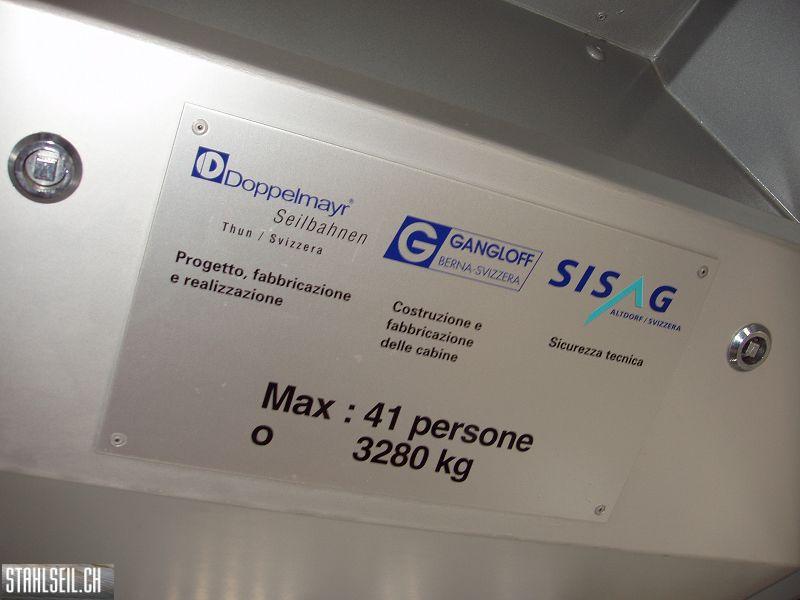 Doppelmayr®
Seilbahnen
Thun / Svizzera
Progetto, fabbricazione
e realizzazione
G GANGLOFF
BERNA-SVIZZERA
Costruzione e
fabbricazione
delle cabine
SISAG
ALTDORF/SVIZZERA
Sicurezza tecnica
Max : 41 persone
o 3280 kg
STAHLSEIL.CH